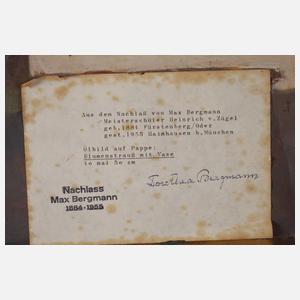 Aus dem Nachlaß von Max Bergmann
Meisterschüler Heinrich v.Zügel
geb.1884 Fürstenberg/Oder
gest.1955 Haimhausen b.München
Ölbild auf Pappe:
Blumenstrauß mit Vase
Nachlass
Max Bergmann
1884-1955
Bergmann